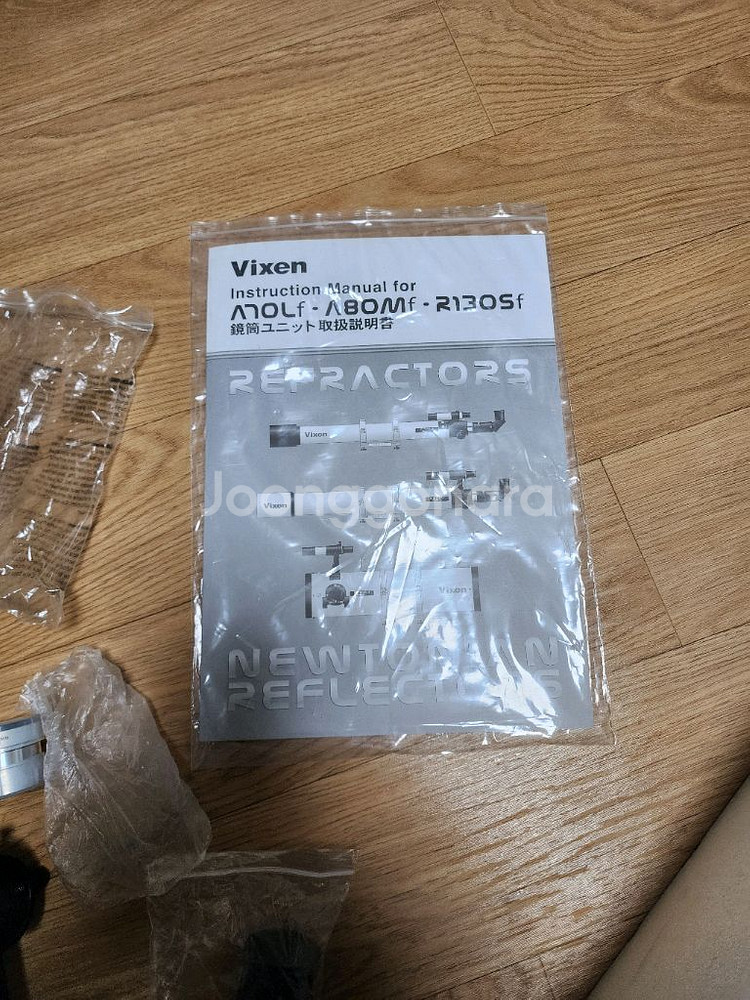 Vixen
Instruction Manual for
A70Lf - A80Mf - R130Sf
鏡筒ユニット取扱説明書
REFRACTORS
Vixen
Joonggonara
Vixen
Vixen
NEWTONIAN
REFLECTORS